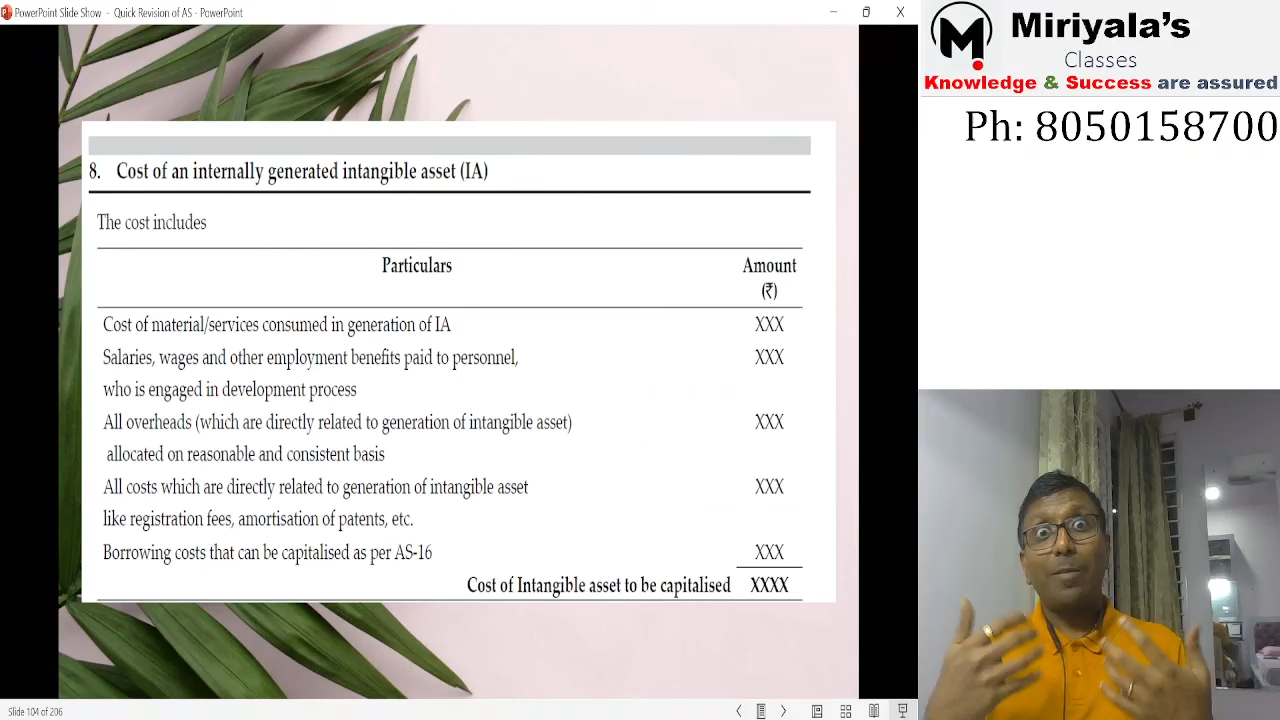 PowerPoint Slide Show - Quick Revision of AS - PowerPoint
Miriyala's
Classes
Knowledge & Success are assured
Ph: 8050158700
8. Cost of an internally generated intangible asset (IA)
The cost includes
Particulars Amount
(₹)
Cost of material/services consumed in generation of IA XXX
Salaries, wages and other employment benefits paid to personnel, XXX
who is engaged in development process
All overheads (which are directly related to generation of intangible asset) XXX
allocated on reasonable and consistent basis
All costs which are directly related to generation of intangible asset XXX
like registration fees, amortisation of patents, etc.
Borrowing costs that can be capitalised as per AS-16 XXX
Cost of Intangible asset to be capitalised XXXX
Slide 104 of 206